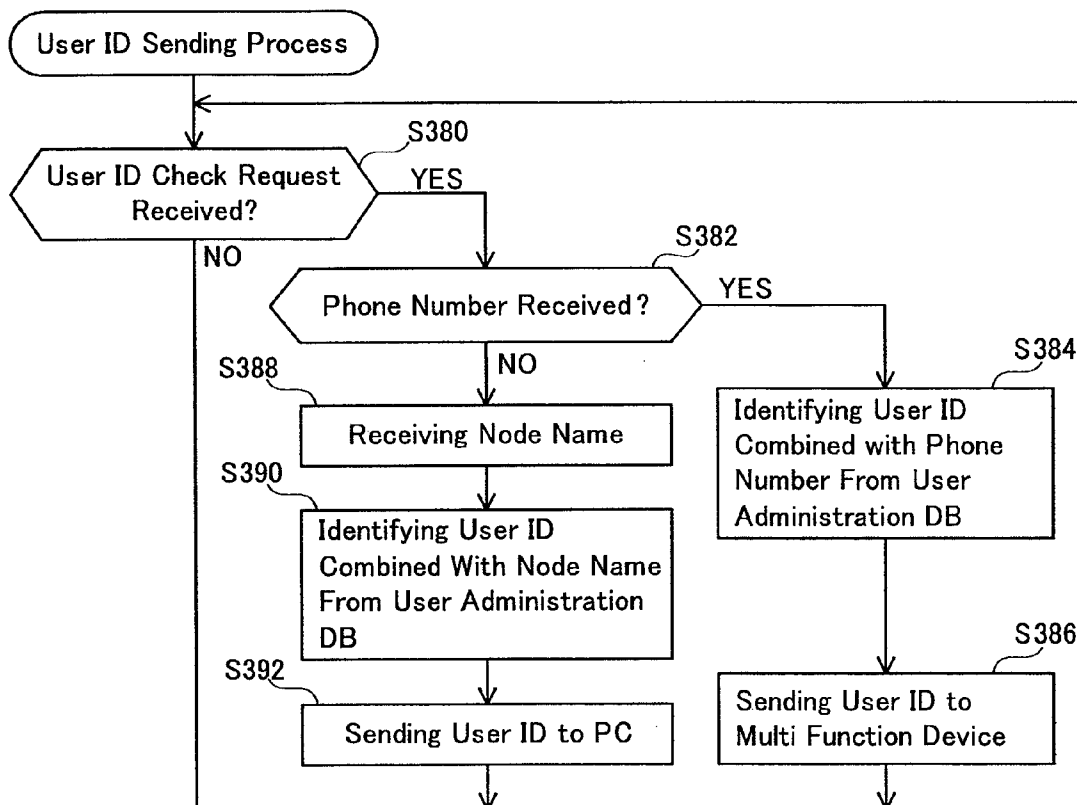 User ID Sending Process
S380
User ID Check Request
Received?
YES
NO
S382
Phone Number Received?
YES
NO
S388
Receiving Node Name
S384
Identifying User ID
Combined with Phone
Number From User
Administration DB
S390
Identifying User ID
Combined With Node Name
From User Administration
DB
S392
Sending User ID to PC
S386
Sending User ID to
Multi Function Device